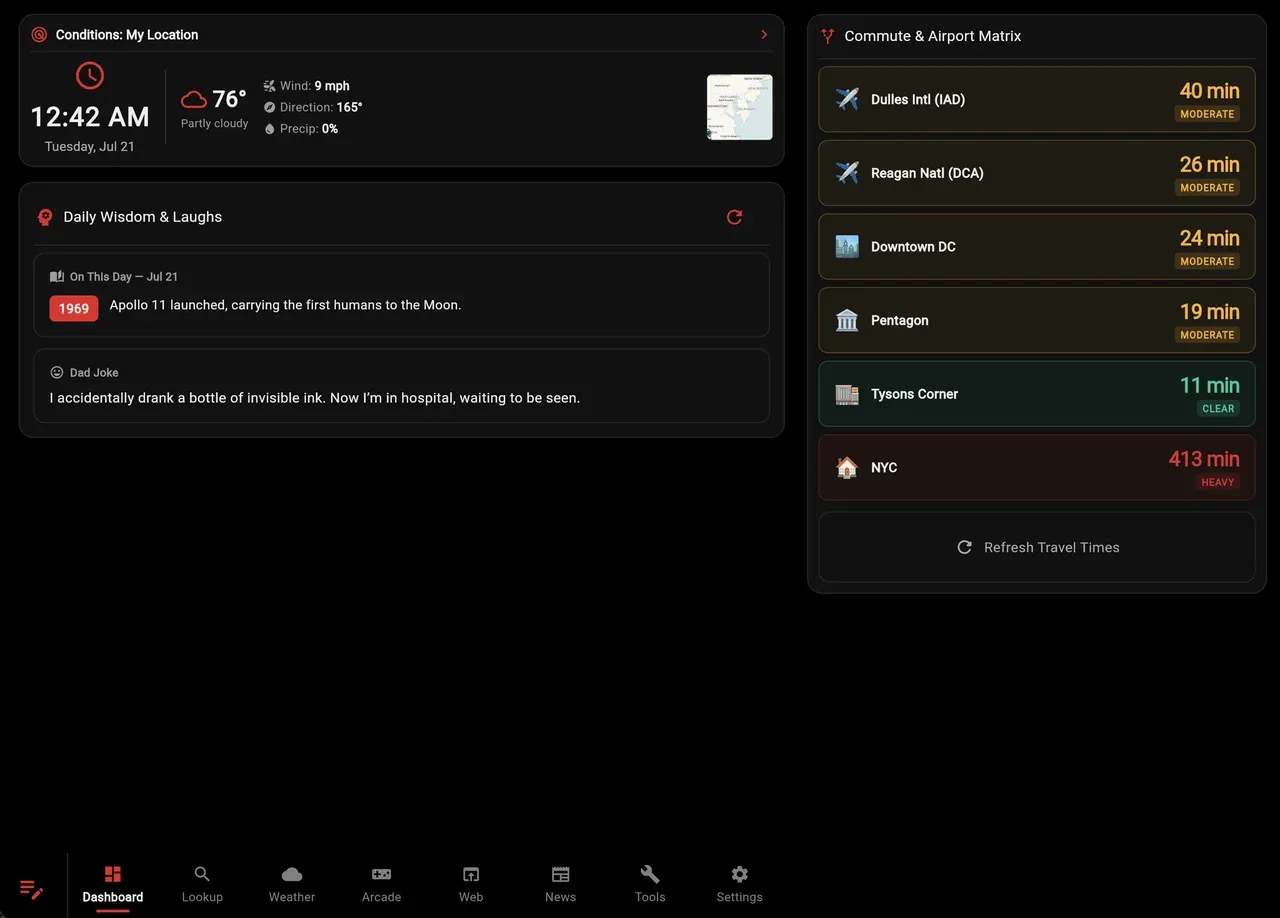 Conditions: My Location
12:42 AM
Tuesday, Jul 21
76°
Partly cloudy
Wind: 9 mph
Direction: 165°
Precip: 0%
Daily Wisdom & Laughs
On This Day — Jul 21
1969
Apollo 11 launched, carrying the first humans to the Moon.
Dad Joke
I accidentally drank a bottle of invisible ink. Now I'm in hospital, waiting to be seen.
Commute & Airport Matrix
Dulles Intl (IAD)
40 min
MODERATE
Reagan Natl (DCA)
26 min
MODERATE
Downtown DC
24 min
MODERATE
Pentagon
19 min
MODERATE
Tysons Corner
11 min
CLEAR
NYC
413 min
HEAVY
Refresh Travel Times
Dashboard
Lookup
Weather
Arcade
Web
News
Tools
Settings